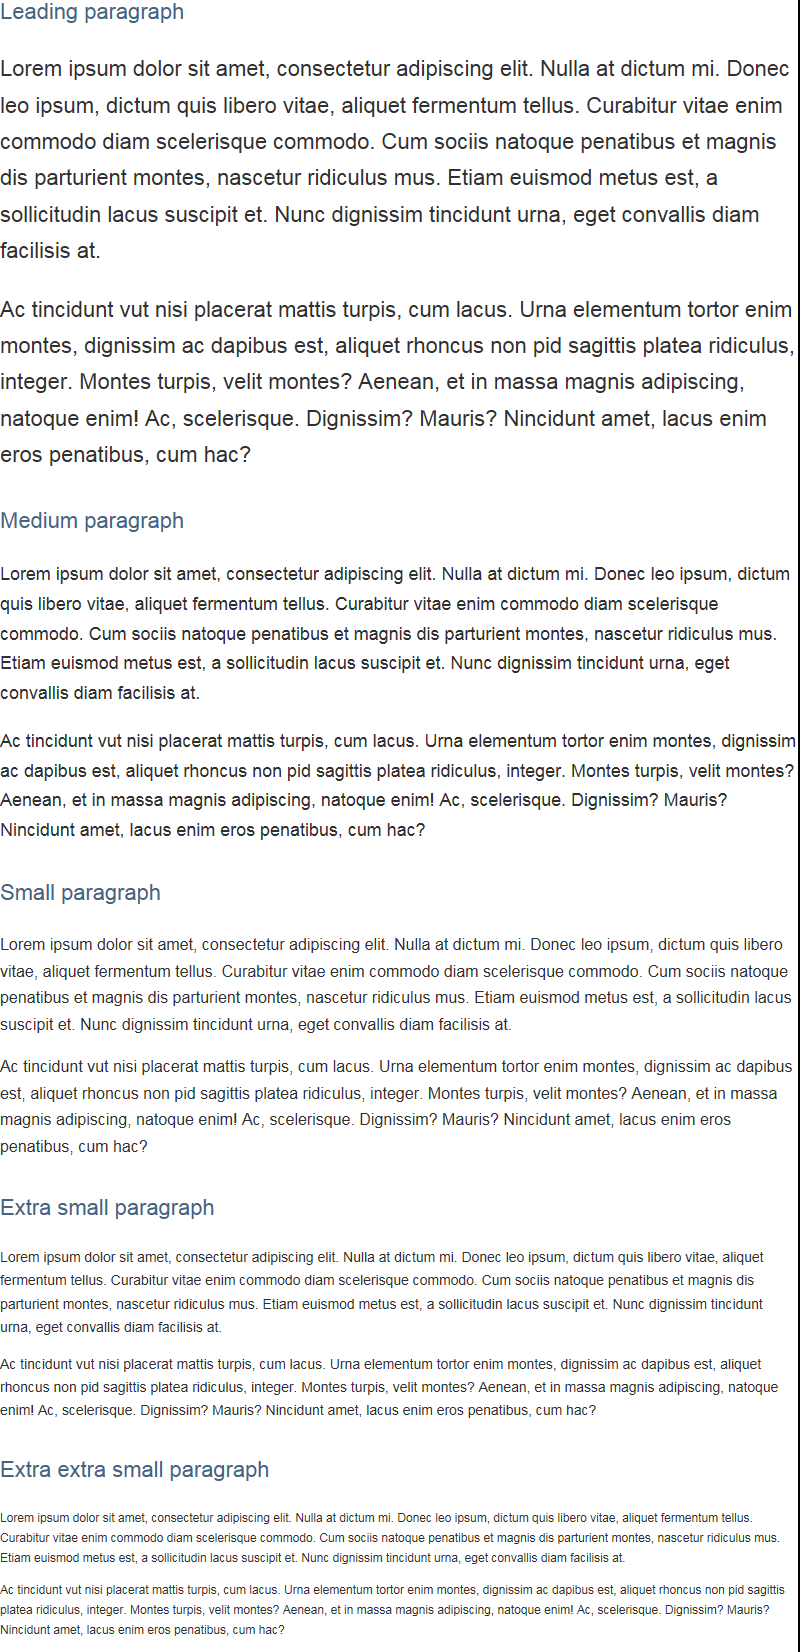 Leading paragraph
Lorem ipsum dolor sit amet, consectetur adipiscing elit. Nulla at dictum mi. Donec
leo ipsum, dictum quis libero vitae, aliquet fermentum tellus. Curabitur vitae enim
commodo diam scelerisque commodo. Cum sociis natoque penatibus et magnis
dis parturient montes, nascetur ridiculus mus. Etiam euismod metus est, a
sollicitudin lacus suscipit et. Nunc dignissim tincidunt urna, eget convallis diam
facilisis at.
Ac tincidunt vut nisi placerat mattis turpis, cum lacus. Urna elementum tortor enim
montes, dignissim ac dapibus est, aliquet rhoncus non pid sagittis platea ridiculus,
integer. Montes turpis, velit montes? Aenean, et in massa magnis adipiscing,
natoque enim! Ac, scelerisque. Dignissim? Mauris? Nincidunt amet, lacus enim
eros penatibus, cum hac?
Medium paragraph
Lorem ipsum dolor sit amet, consectetur adipiscing elit. Nulla at dictum mi. Donec leo ipsum, dictum
quis libero vitae, aliquet fermentum tellus. Curabitur vitae enim commodo diam scelerisque
commodo. Cum sociis natoque penatibus et magnis dis parturient montes, nascetur ridiculus mus.
Etiam euismod metus est, a sollicitudin lacus suscipit et. Nunc dignissim tincidunt urna, eget
convallis diam facilisis at.
Ac tincidunt vut nisi placerat mattis turpis, cum lacus. Urna elementum tortor enim montes, dignissim
ac dapibus est, aliquet rhoncus non pid sagittis platea ridiculus, integer. Montes turpis, velit montes?
Aenean, et in massa magnis adipiscing, natoque enim! Ac, scelerisque. Dignissim? Mauris?
Nincidunt amet, lacus enim eros penatibus, cum hac?
Small paragraph
Lorem ipsum dolor sit amet, consectetur adipiscing elit. Nulla at dictum mi. Donec leo ipsum, dictum quis libero
vitae, aliquet fermentum tellus. Curabitur vitae enim commodo diam scelerisque commodo. Cum sociis natoque
penatibus et magnis dis parturient montes, nascetur ridiculus mus. Etiam euismod metus est, a sollicitudin lacus
suscipit et. Nunc dignissim tincidunt urna, eget convallis diam facilisis at.
Ac tincidunt vut nisi placerat mattis turpis, cum lacus. Urna elementum tortor enim montes, dignissim ac dapibus
est, aliquet rhoncus non pid sagittis platea ridiculus, integer. Montes turpis, velit montes? Aenean, et in massa
magnis adipiscing, natoque enim! Ac, scelerisque. Dignissim? Mauris? Nincidunt amet, lacus enim eros
penatibus, cum hac?
Extra small paragraph
Lorem ipsum dolor sit amet, consectetur adipiscing elit. Nulla at dictum mi. Donec leo ipsum, dictum quis libero vitae, aliquet
fermentum tellus. Curabitur vitae enim commodo diam scelerisque commodo. Cum sociis natoque penatibus et magnis dis
parturient montes, nascetur ridiculus mus. Etiam euismod metus est, a sollicitudin lacus suscipit et. Nunc dignissim tincidunt
urna, eget convallis diam facilisis at.
Ac tincidunt vut nisi placerat mattis turpis, cum lacus. Urna elementum tortor enim montes, dignissim ac dapibus est, aliquet
rhoncus non pid sagittis platea ridiculus, integer. Montes turpis, velit montes? Aenean, et in massa magnis adipiscing, natoque
enim! Ac, scelerisque. Dignissim? Mauris? Nincidunt amet, lacus enim eros penatibus, cum hac?
Extra extra small paragraph
Lorem ipsum dolor sit amet, consectetur adipiscing elit. Nulla at dictum mi. Donec leo ipsum, dictum quis libero vitae, aliquet fermentum tellus.
Curabitur vitae enim commodo diam scelerisque commodo. Cum sociis natoque penatibus et magnis dis parturient montes, nascetur ridiculus mus.
Etiam euismod metus est, a sollicitudin lacus suscipit et. Nunc dignissim tincidunt urna, eget convallis diam facilisis at.
Ac tincidunt vut nisi placerat mattis turpis, cum lacus. Urna elementum tortor enim montes, dignissim ac dapibus est, aliquet rhoncus non pid sagittis
platea ridiculus, integer. Montes turpis, velit montes? Aenean, et in massa magnis adipiscing, natoque enim! Ac, scelerisque. Dignissim? Mauris?
Nincidunt amet, lacus enim eros penatibus, cum hac?